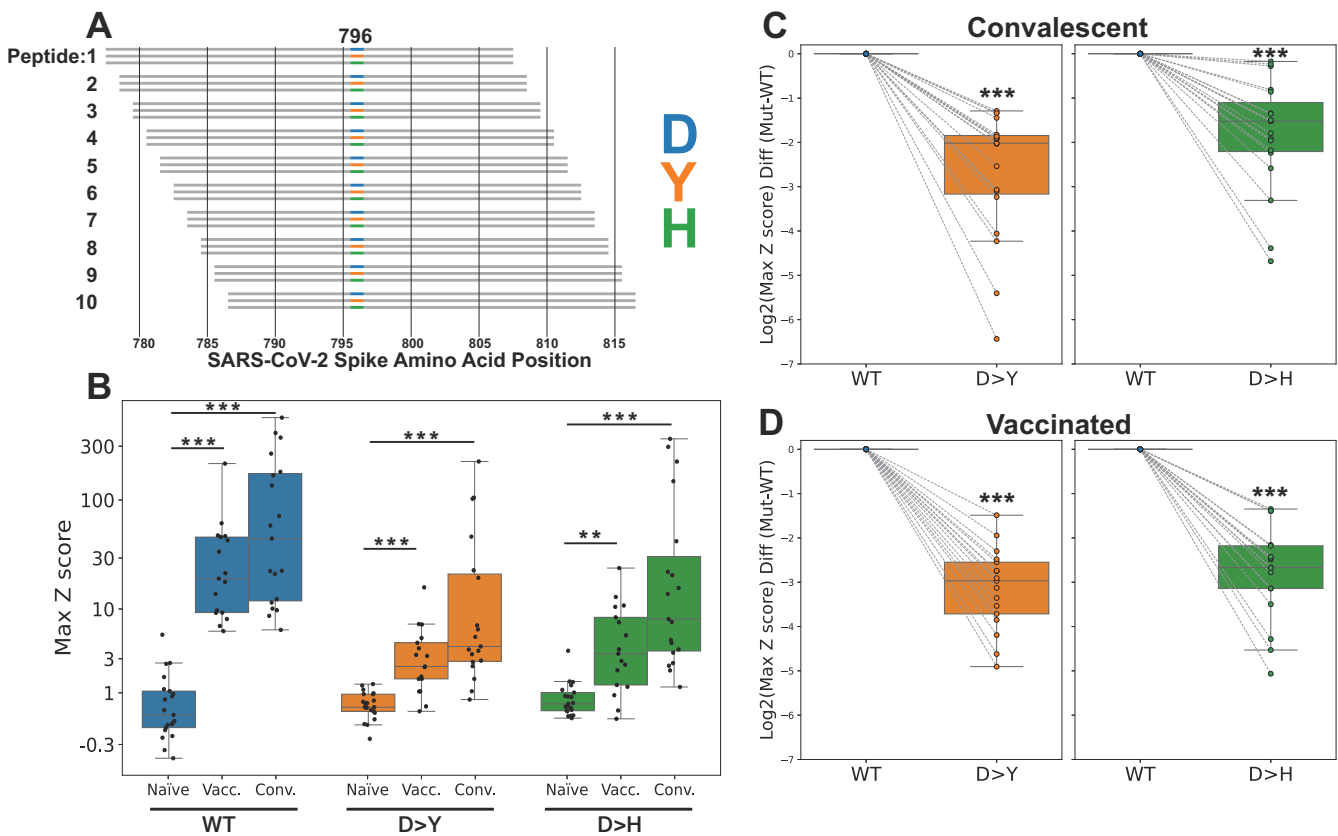 A
796
Peptide:1
2
3
4
5
6
7
8
9
10
D
Y
H
780 785 790 795 800 805 810 815
SARS-CoV-2 Spike Amino Acid Position
B
Max Z score
300
100
30
10
3
1
-0.3
*** ***
*** ***
** ***
Naïve Vacc. Conv. Naïve Vacc. Conv. Naïve Vacc. Conv.
WT D>Y D>H
C Convalescent
Log2(Max Z score) Diff (Mut-WT)
0
−1
−2
−3
−4
−5
−6
−7
*** ***
WT D>Y WT D>H
D Vaccinated
Log2(Max Z score) Diff (Mut-WT)
0
−1
−2
−3
−4
−5
−6
−7
*** ***
WT D>Y WT D>H